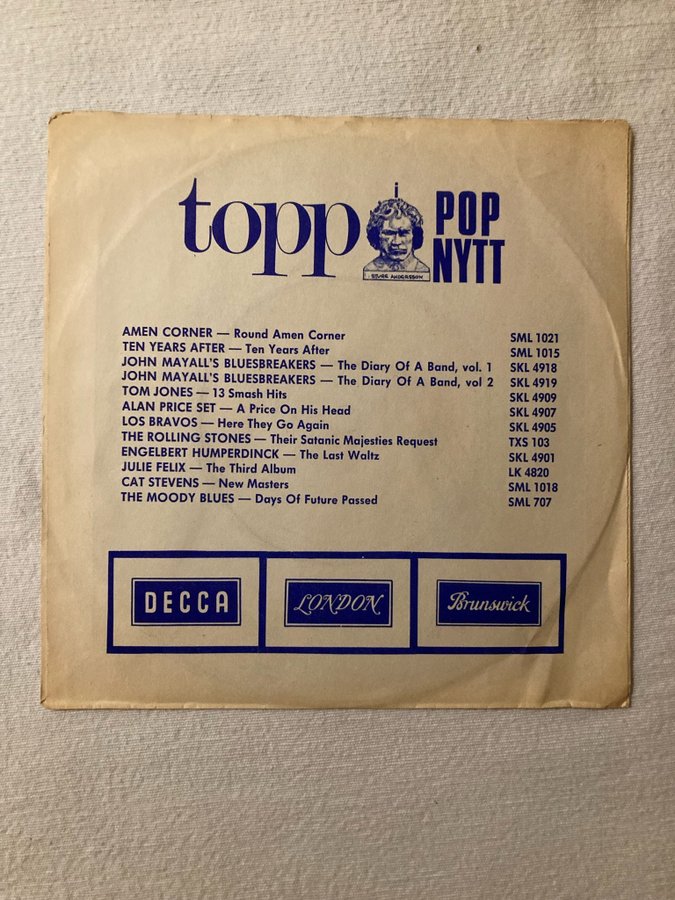 topp i POP
NYTT
STURE ANDERSSON
AMEN CORNER — Round Amen Corner SML 1021
TEN YEARS AFTER — Ten Years After SML 1015
JOHN MAYALL'S BLUESBREAKERS — The Diary Of A Band, vol. 1 SKL 4918
JOHN MAYALL'S BLUESBREAKERS — The Diary Of A Band, vol 2 SKL 4919
TOM JONES — 13 Smash Hits SKL 4909
ALAN PRICE SET — A Price On His Head SKL 4907
LOS BRAVOS — Here They Go Again SKL 4905
THE ROLLING STONES — Their Satanic Majesties Request TXS 103
ENGELBERT HUMPERDINCK — The Last Waltz SKL 4901
JULIE FELIX — The Third Album LK 4820
CAT STEVENS — New Masters SML 1018
THE MOODY BLUES — Days Of Future Passed SML 707
DECCA LONDON Brunswick